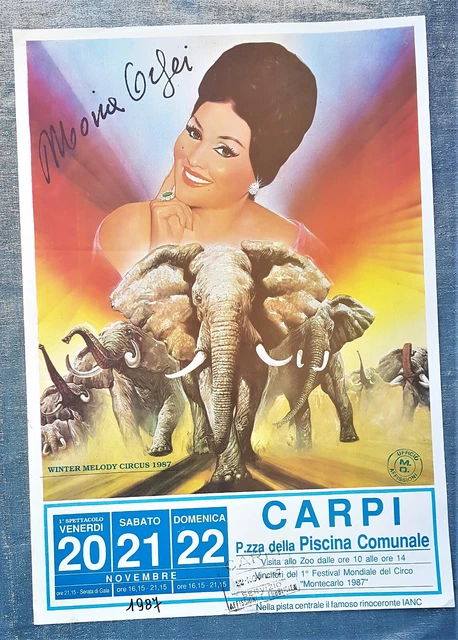 Moira Orfei
WINTER MELODY CIRCUS 1987
UFFICIO
M.O.
AFFISSIONI
1° SPETTACOLO
VENERDI
20
SABATO
21
DOMENICA
22
NOVEMBRE
ore 21,15 - Serata di Gala
ore 16,15 - 21,15
ore 16,15 - 21,15
1987
CARPI
P.zza della Piscina Comunale
Visita allo Zoo dalle ore 10 alle ore 14
Vincitori del 1° Festival Mondiale del Circo
"Montecarlo 1987"
Nella pista centrale il famoso rinoceronte IANC